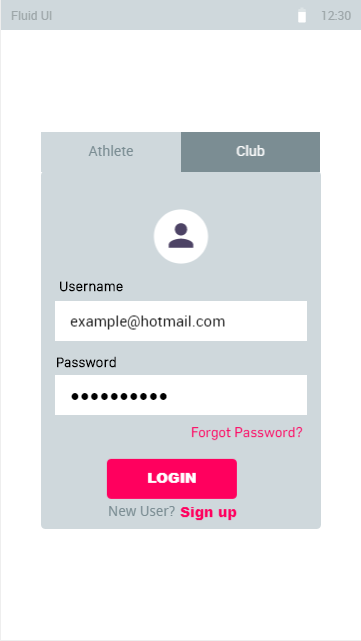 Fluid UI 12:30
Athlete Club
Username
example@hotmail.com
Password
●●●●●●●●●●
Forgot Password?
LOGIN
New User? Sign up